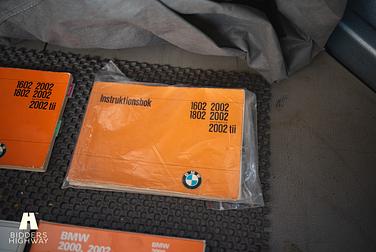 1602 2002
1802 2002
2002 tii
Instruktionsbok
1602 2002
1802 2002
2002 tii
BMW
2000, 2002
BIDDERS
HIGHWAY